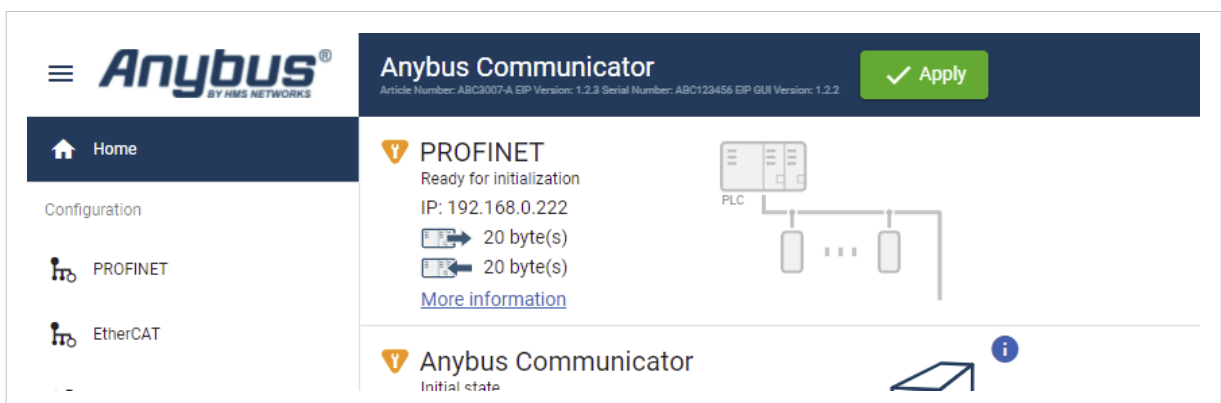 Anybus®
BY HMS NETWORKS
Anybus Communicator
Article Number: ABC3007-A EIP Version: 1.2.3 Serial Number: ABC123456 EIP GUI Version: 1.2.2
Apply
Home
Configuration
PROFINET
EtherCAT
PROFINET
Ready for initialization
IP: 192.168.0.222
20 byte(s)
20 byte(s)
More information
PLC
Anybus Communicator
Initial state